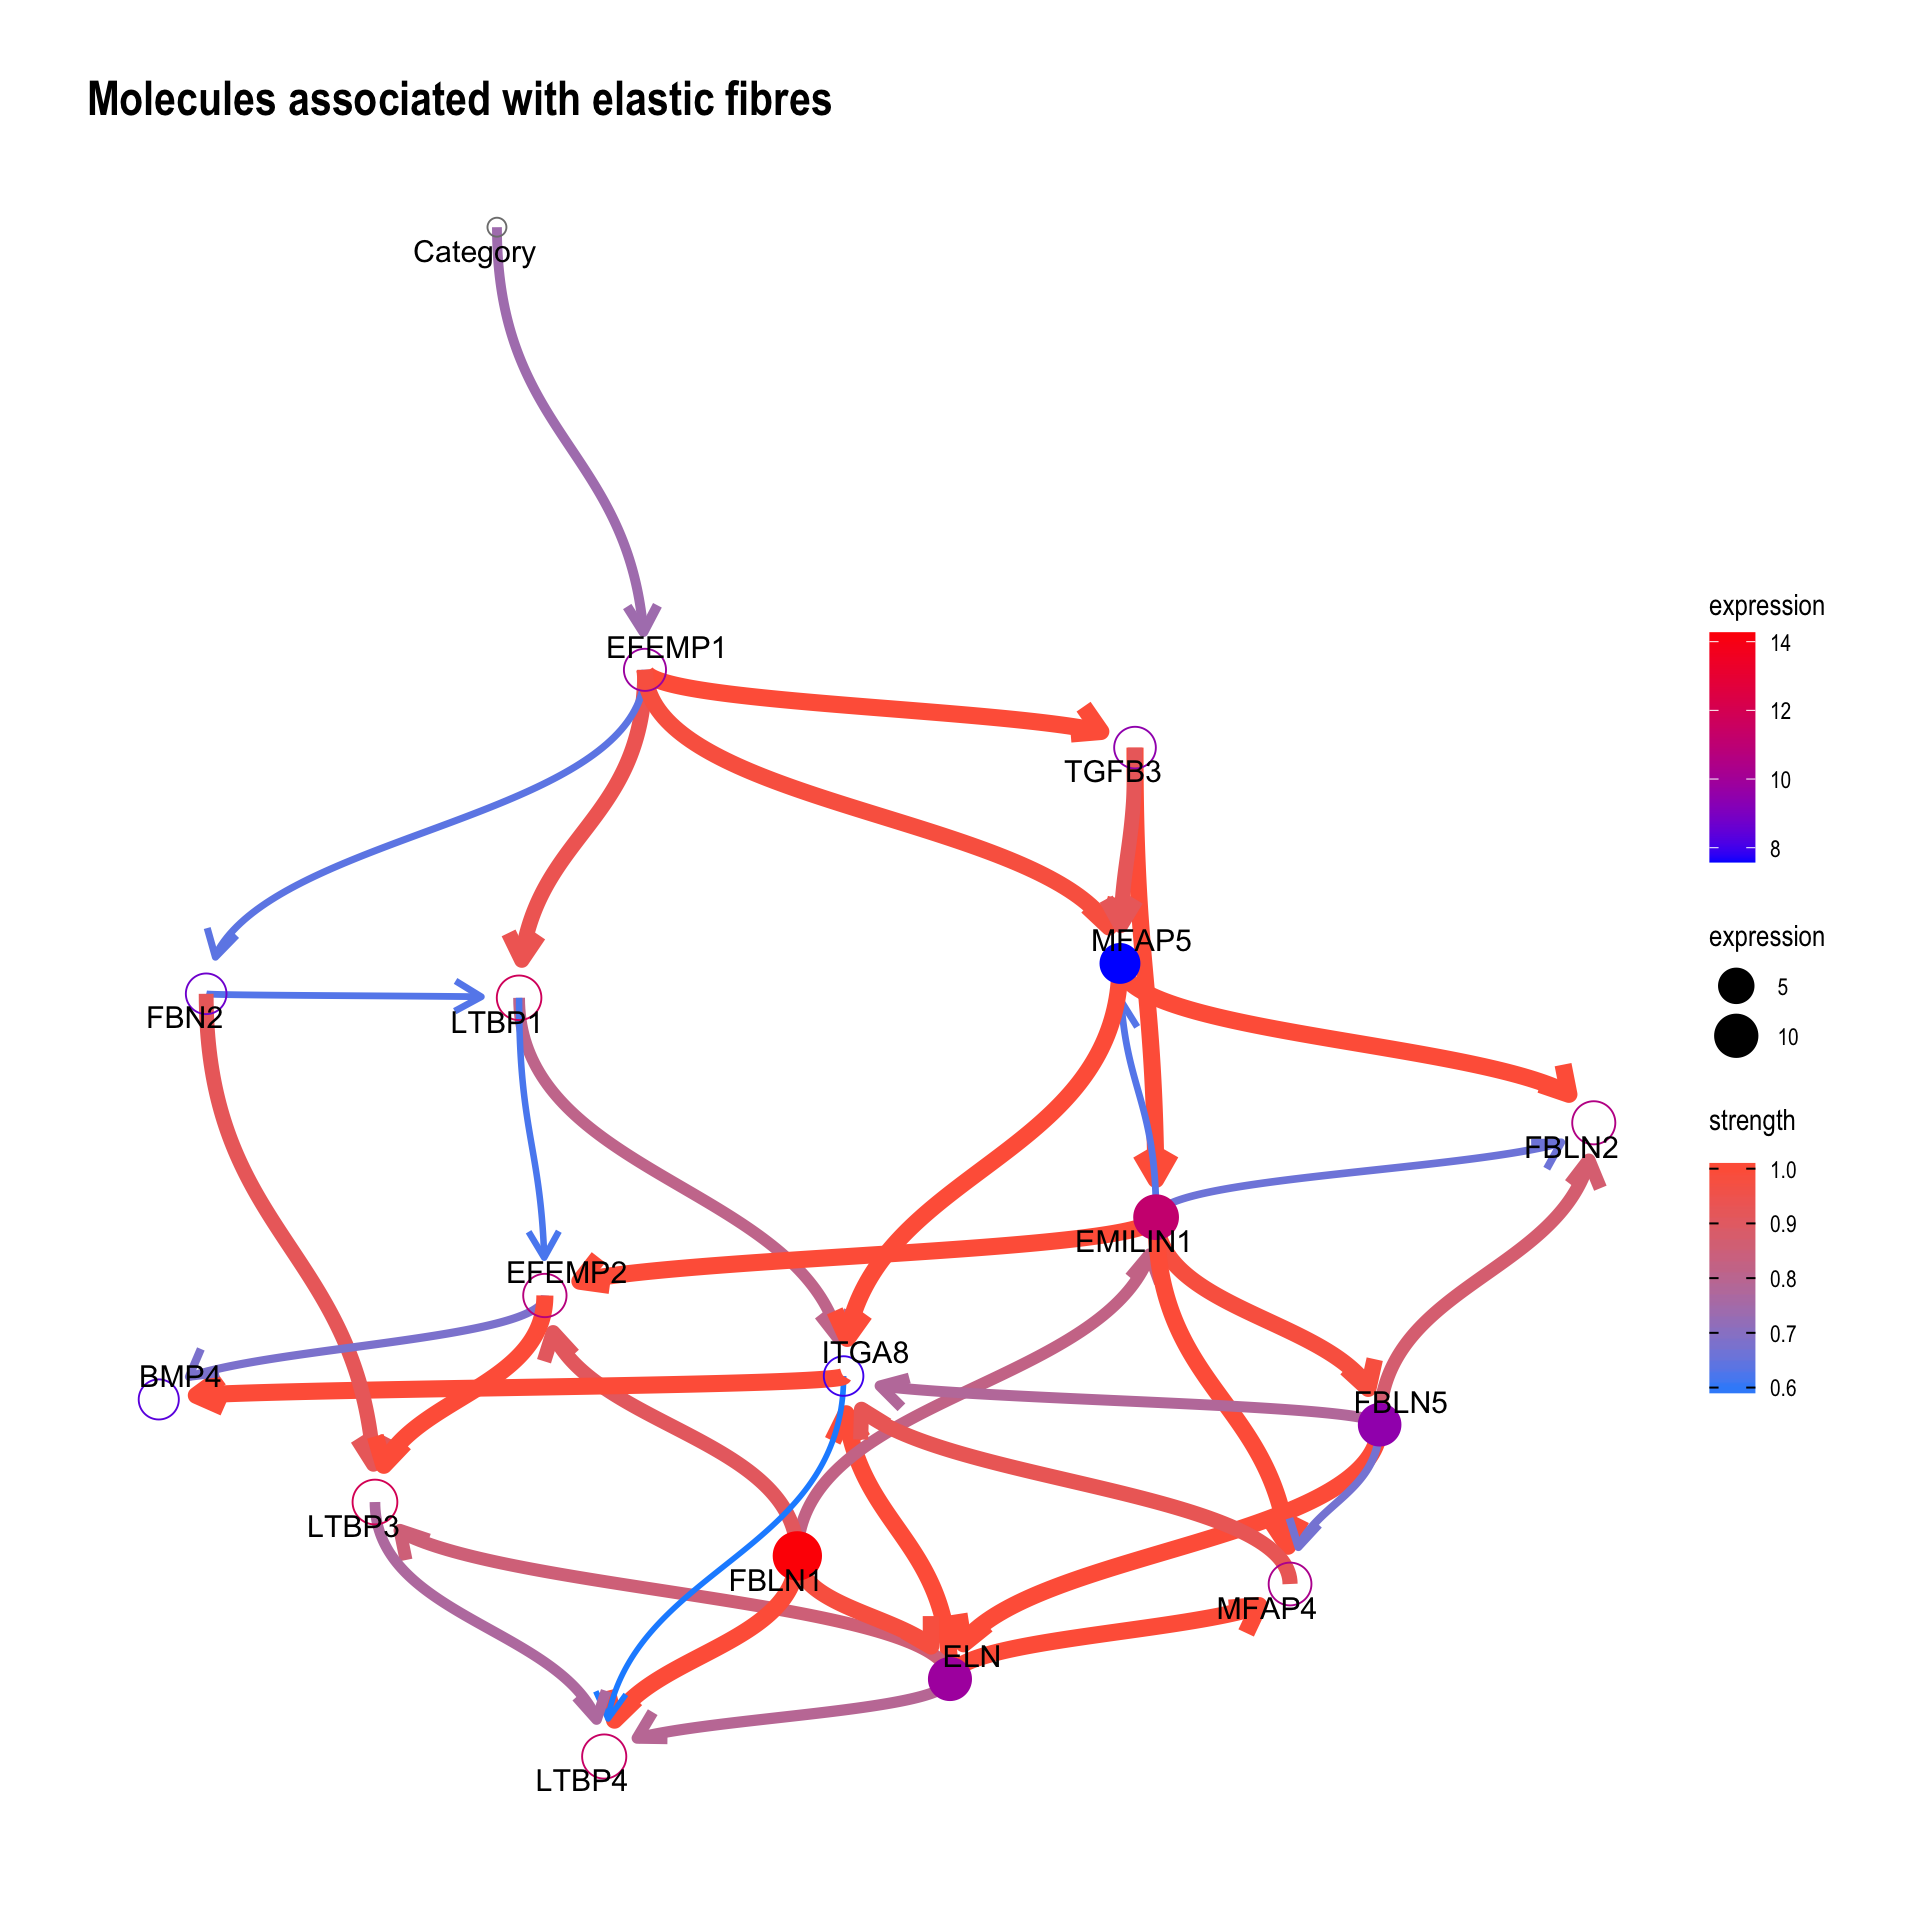 Molecules associated with elastic fibres
Category
EFEMP1
TGFB3
MFAP5
FBN2
LTBP1
FBLN2
EMILIN1
EFEMP2
ITGA8
BMP4
FBLN5
LTBP3
FBLN1
MFAP4
ELN
LTBP4
expression
14
12
10
8
expression
5
10
strength
1.0
0.9
0.8
0.7
0.6